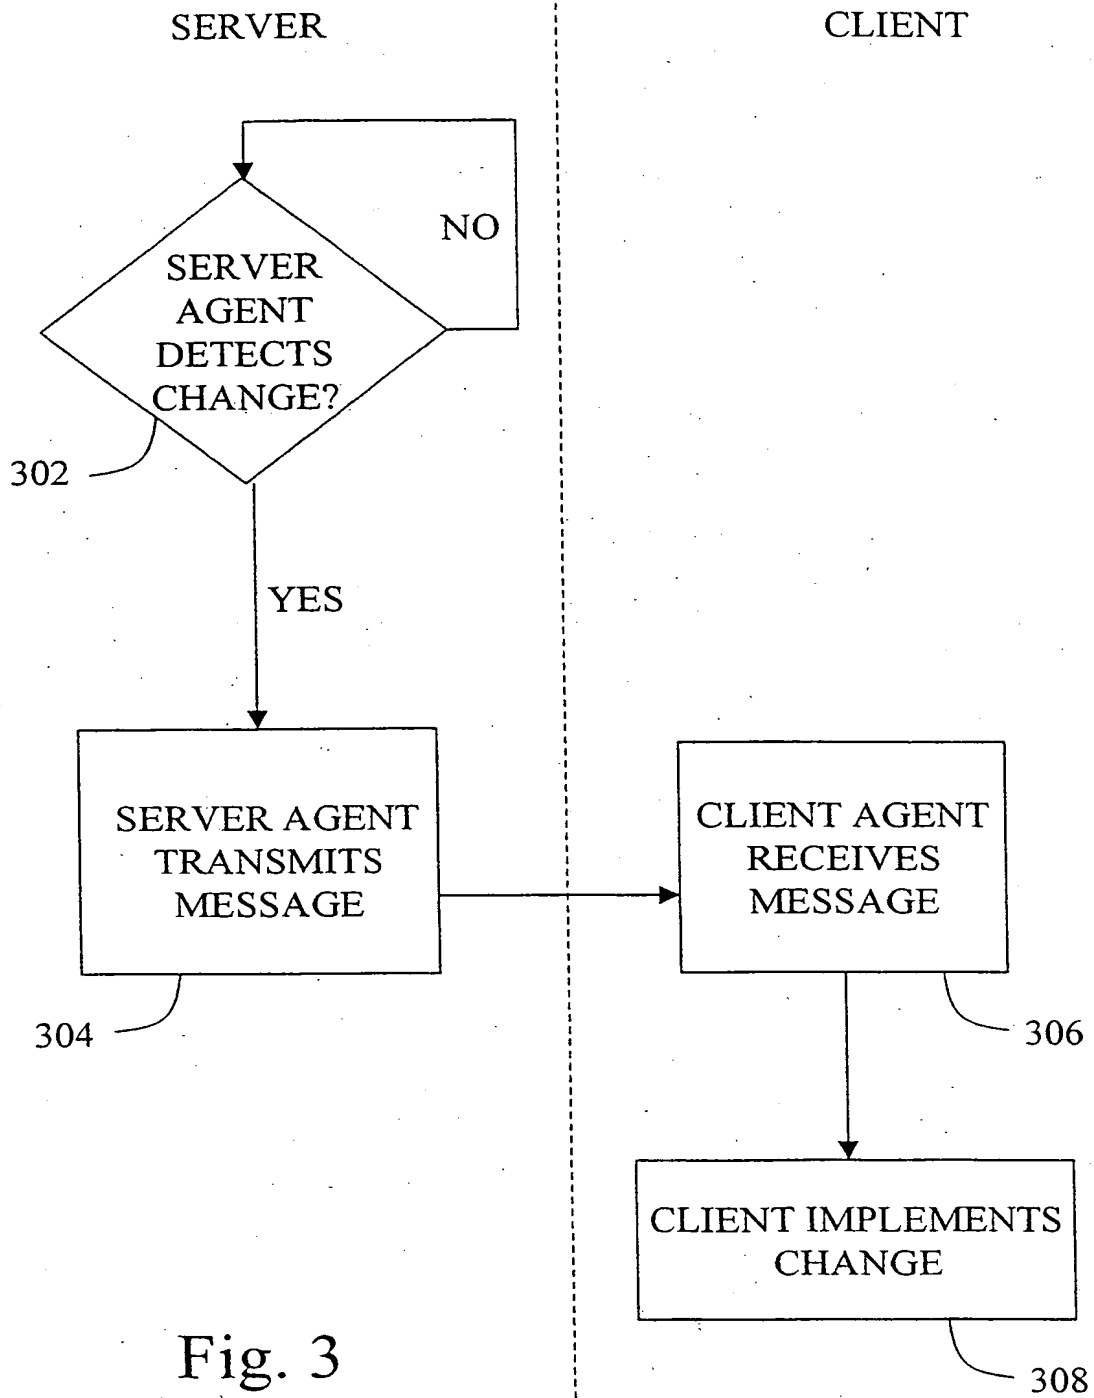 SERVER
CLIENT
NO
SERVER
AGENT
DETECTS
CHANGE?
302
YES
SERVER AGENT
TRANSMITS
MESSAGE
304
CLIENT AGENT
RECEIVES
MESSAGE
306
CLIENT IMPLEMENTS
CHANGE
308
Fig. 3